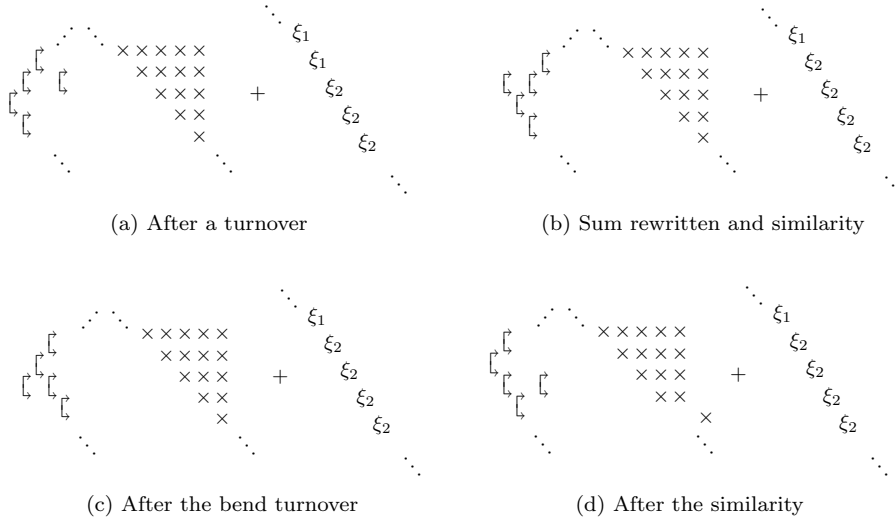 ξ₁
× × × × ×
ξ₁
× × × ×
ξ₂
× × × +
ξ₂
× ×
ξ₂
×
(a) After a turnover
ξ₁
× × × × ×
ξ₂
× × × ×
ξ₂
× × × +
ξ₂
× ×
ξ₂
×
(b) Sum rewritten and similarity
ξ₁
× × × × ×
ξ₂
× × × ×
ξ₂
× × × +
ξ₂
× ×
ξ₂
×
(c) After the bend turnover
ξ₁
× × × × ×
ξ₂
× × × ×
ξ₂
× × × +
ξ₂
× ×
ξ₂
×
(d) After the similarity